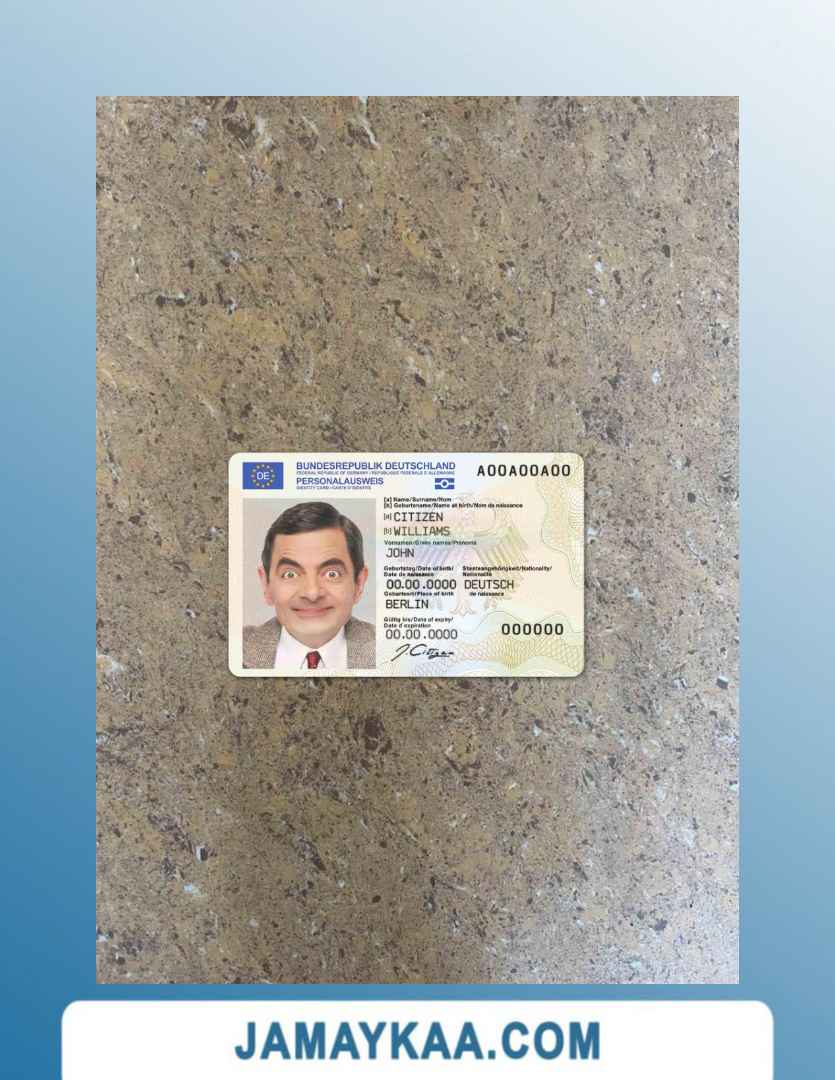 DE
BUNDESREPUBLIK DEUTSCHLAND
FEDERAL REPUBLIC OF GERMANY / REPUBLIQUE FEDERALE D'ALLEMAGNE
PERSONALAUSWEIS
IDENTITY CARD / CARTE D'IDENTITE
A00A00A00
[a] Name/Surname/Nom
[b] Geburtsname/Name at birth/Nom de naissance
[a] CITIZEN
[b] WILLIAMS
Vornamen/Given names/Prénoms
JOHN
Geburtstag/Date of birth/
Date de naissance
Staatsangehörigkeit/Nationality/
Nationalité
00.00.0000 DEUTSCH
Geburtsort/Place of birth
de naissance
BERLIN
Gültig bis/Date of expiry/
Date d'expiration
00.00.0000
000000
J.Citizen
JAMAYKAA.COM